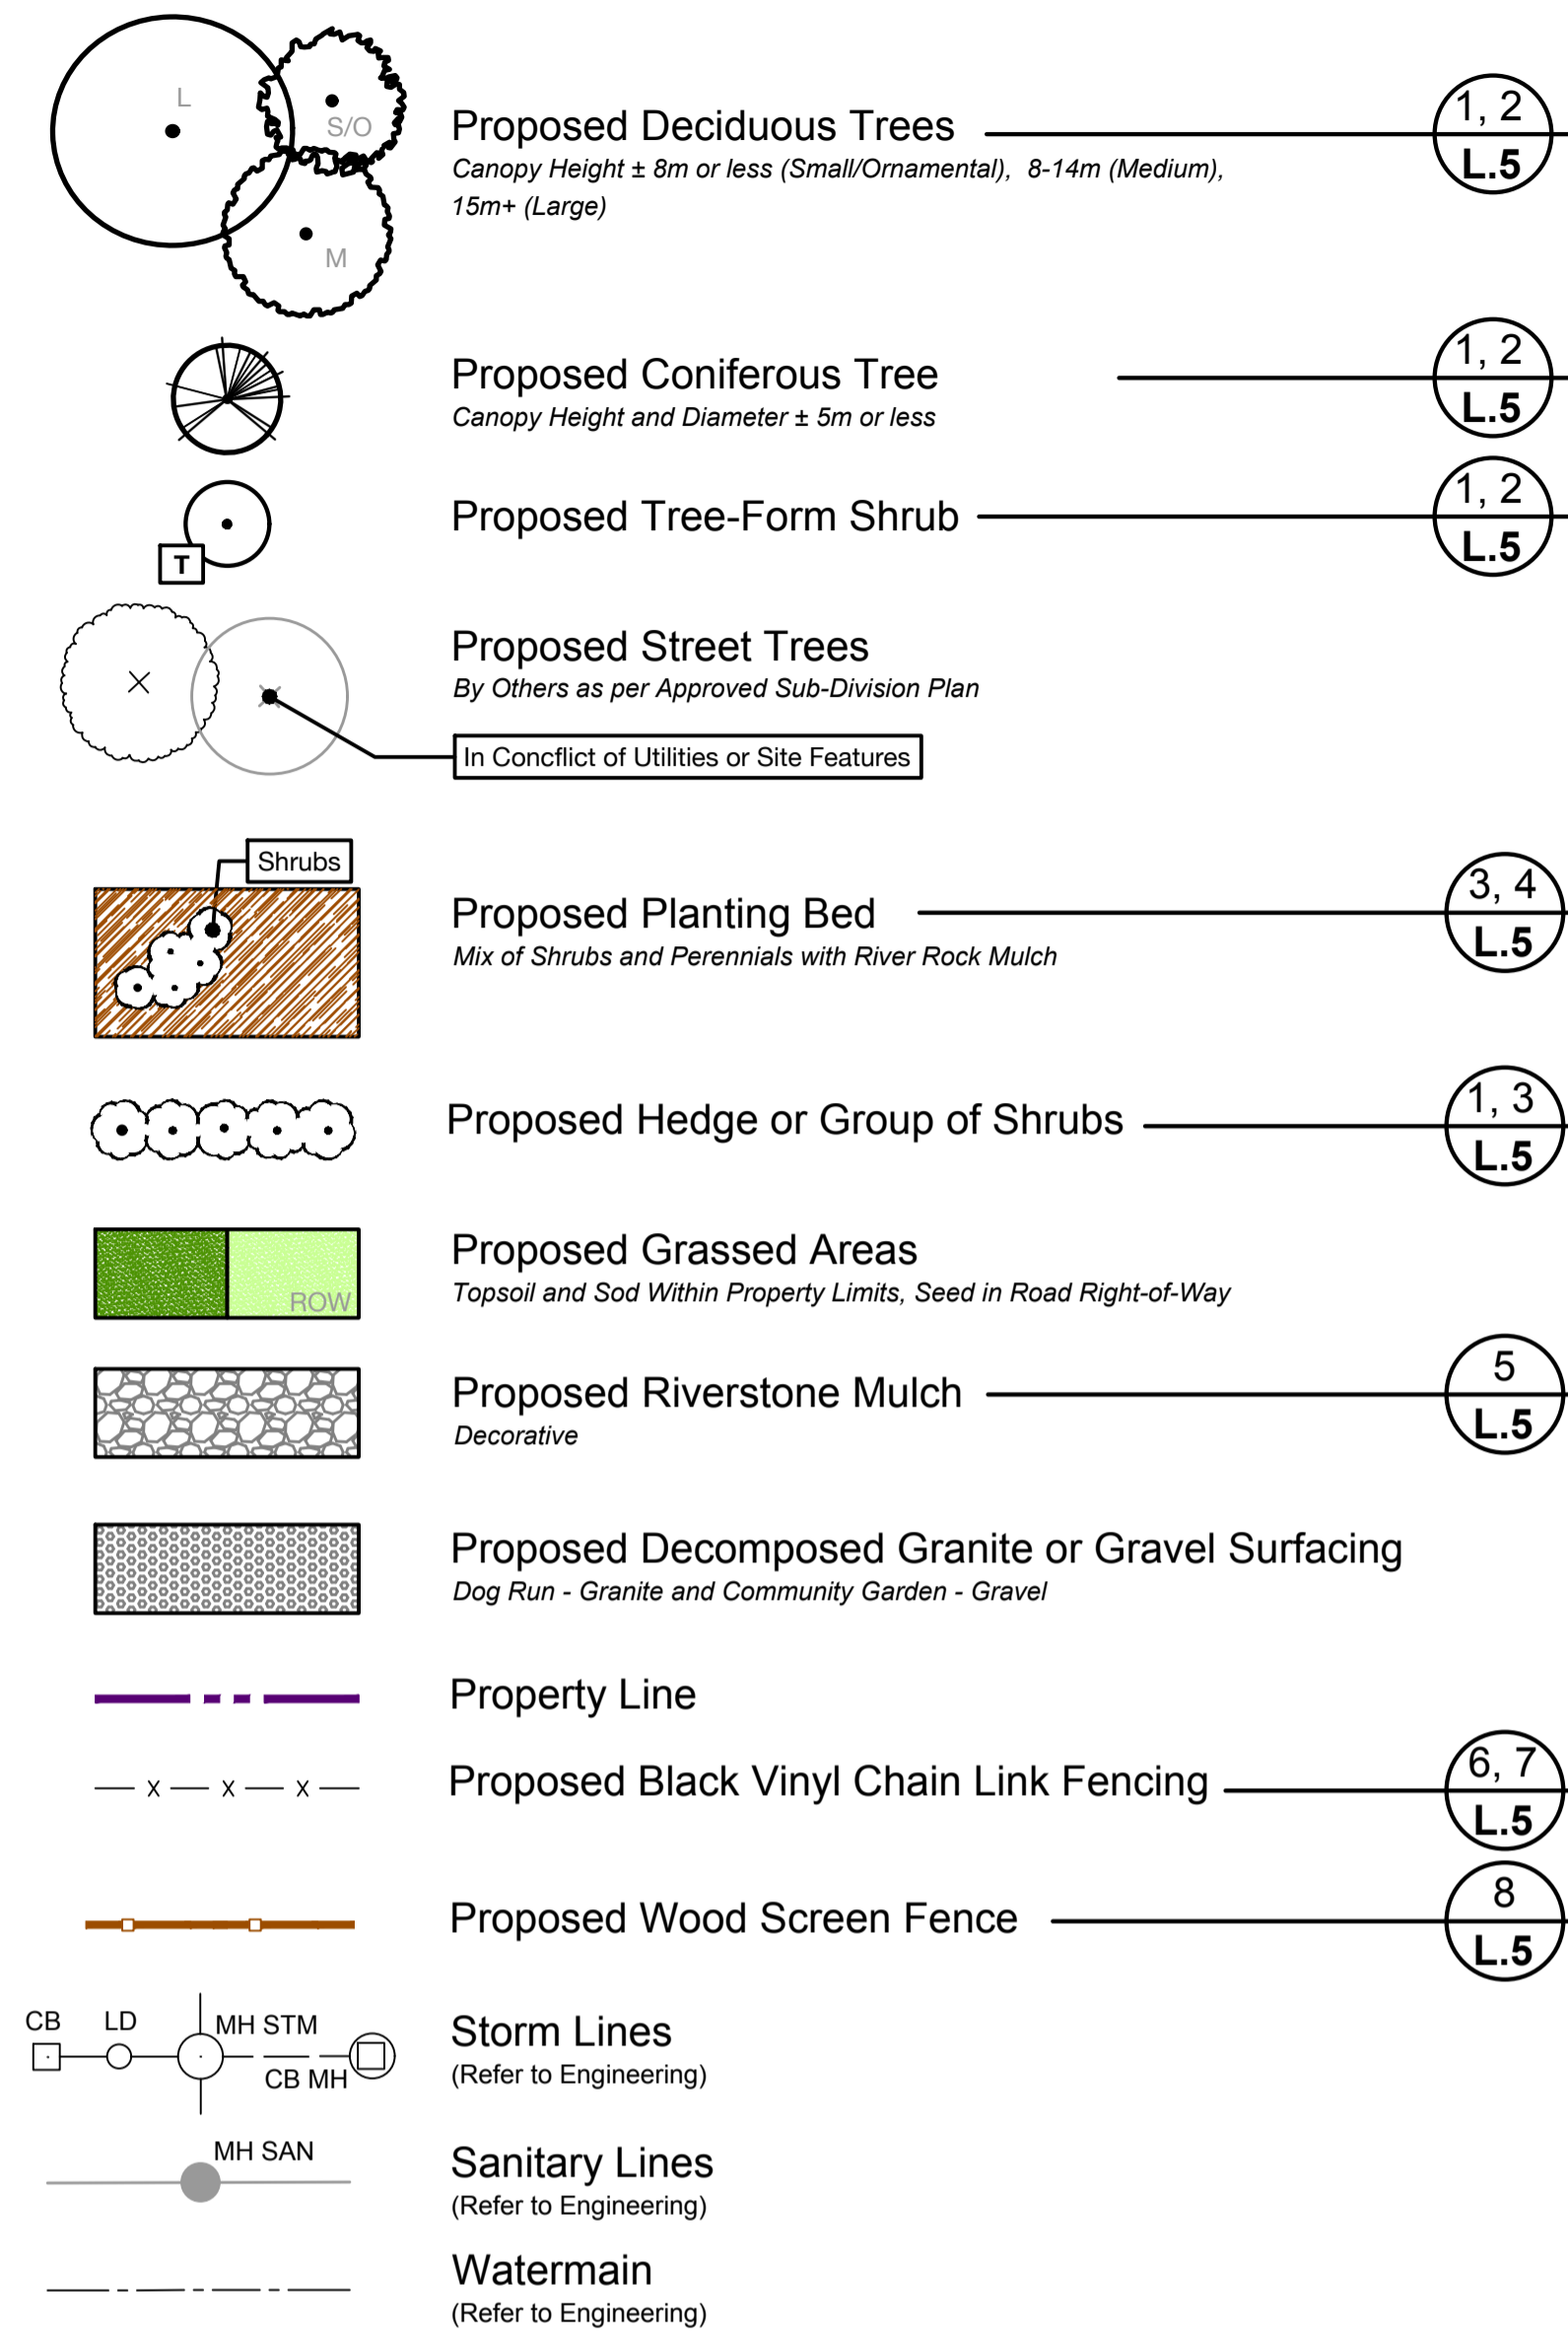 L
S/O
M
Proposed Deciduous Trees
Canopy Height ± 8m or less (Small/Ornamental), 8-14m (Medium),
15m+ (Large)
1, 2
L.5
Proposed Coniferous Tree
Canopy Height and Diameter ± 5m or less
1, 2
L.5
T
Proposed Tree-Form Shrub
1, 2
L.5
Proposed Street Trees
By Others as per Approved Sub-Division Plan
In Concflict of Utilities or Site Features
Shrubs
Proposed Planting Bed
Mix of Shrubs and Perennials with River Rock Mulch
3, 4
L.5
Proposed Hedge or Group of Shrubs
1, 3
L.5
ROW
Proposed Grassed Areas
Topsoil and Sod Within Property Limits, Seed in Road Right-of-Way
Proposed Riverstone Mulch
Decorative
5
L.5
Proposed Decomposed Granite or Gravel Surfacing
Dog Run - Granite and Community Garden - Gravel
Property Line
X X X
Proposed Black Vinyl Chain Link Fencing
6, 7
L.5
Proposed Wood Screen Fence
8
L.5
CB LD MH STM
CB MH
Storm Lines
(Refer to Engineering)
MH SAN
Sanitary Lines
(Refer to Engineering)
Watermain
(Refer to Engineering)